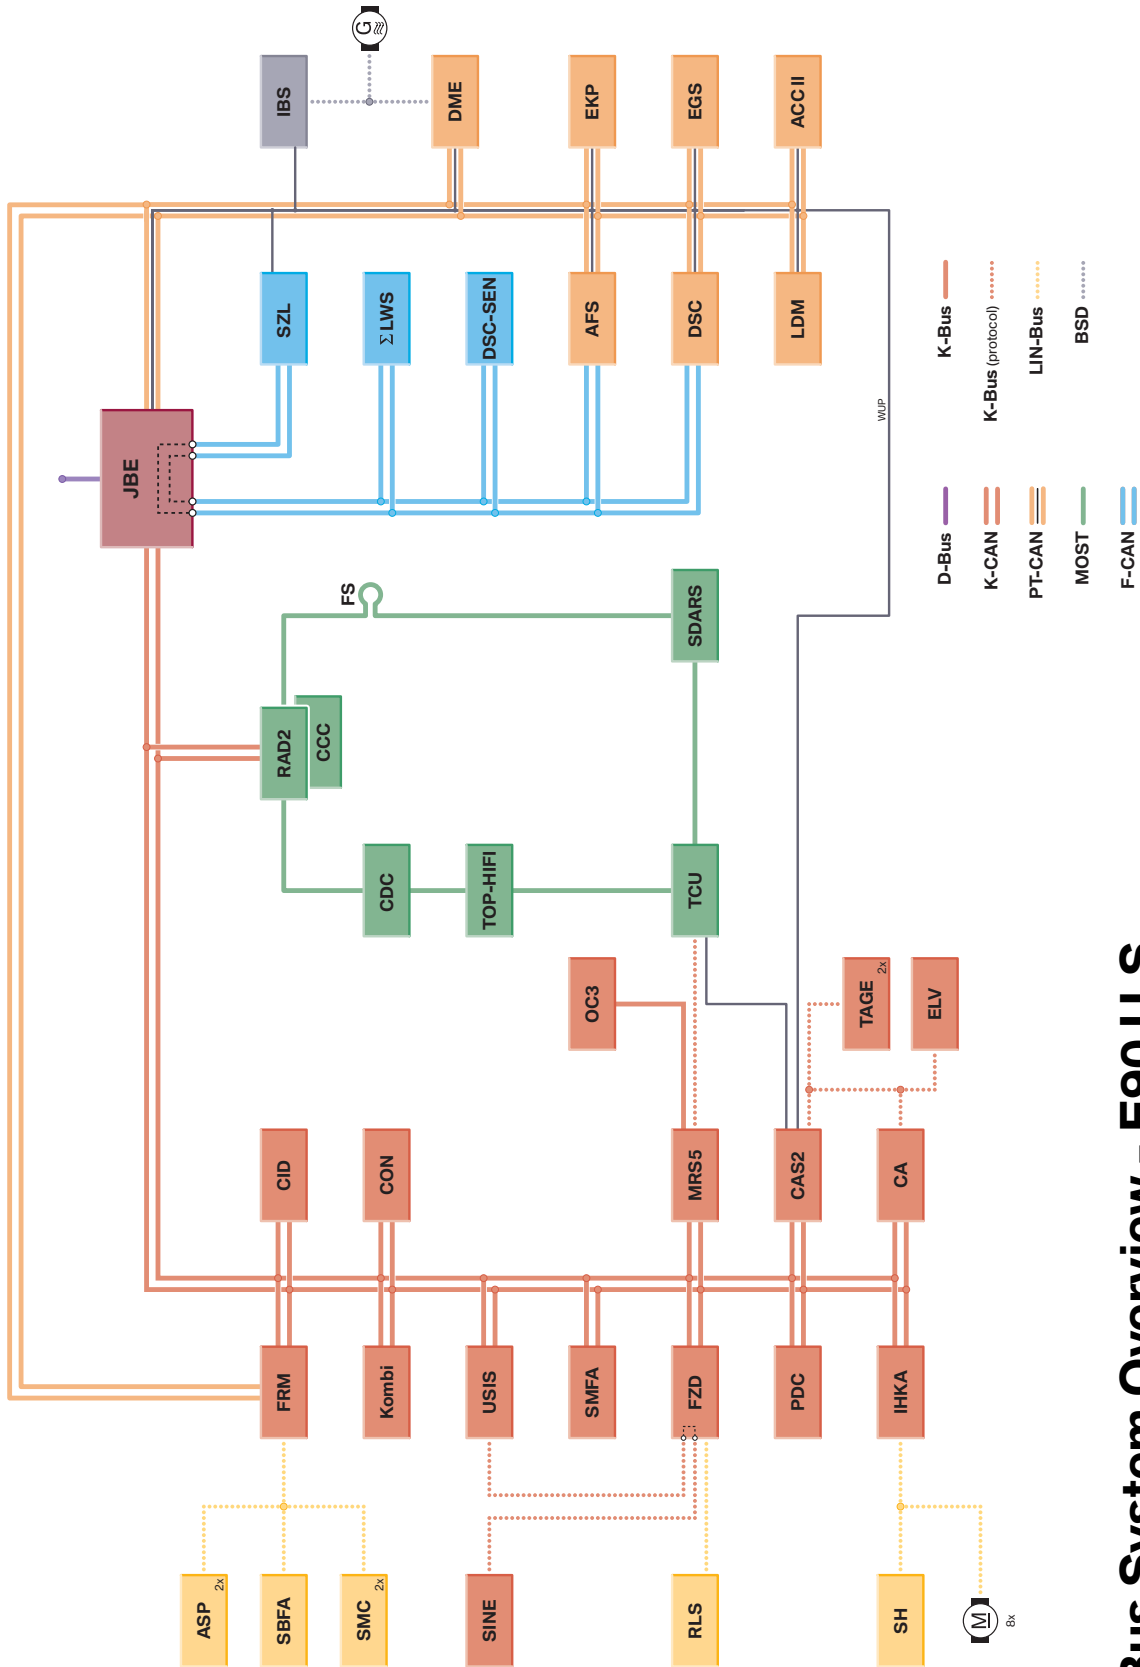 JBE
ASP
2x
SBFA
FRM
CID
RAD2
SZL
IBS
CCC
FS
SMC
2x
G
Kombi
CON
CDC
ΣLWS
DME
SINE
USIS
TOP-HIFI
DSC-SEN
SMFA
OC3
AFS
EKP
RLS
FZD
MRS5
TCU
SDARS
DSC
EGS
PDC
CAS2
LDM
ACC II
TAGE
2x
WUP
SH
IHKA
CA
ELV
M
8x
D-Bus
K-Bus
K-CAN
K-Bus (protocol)
PT-CAN
LIN-Bus
MOST
BSD
F-CAN
Bus System Overview – E90 U.S